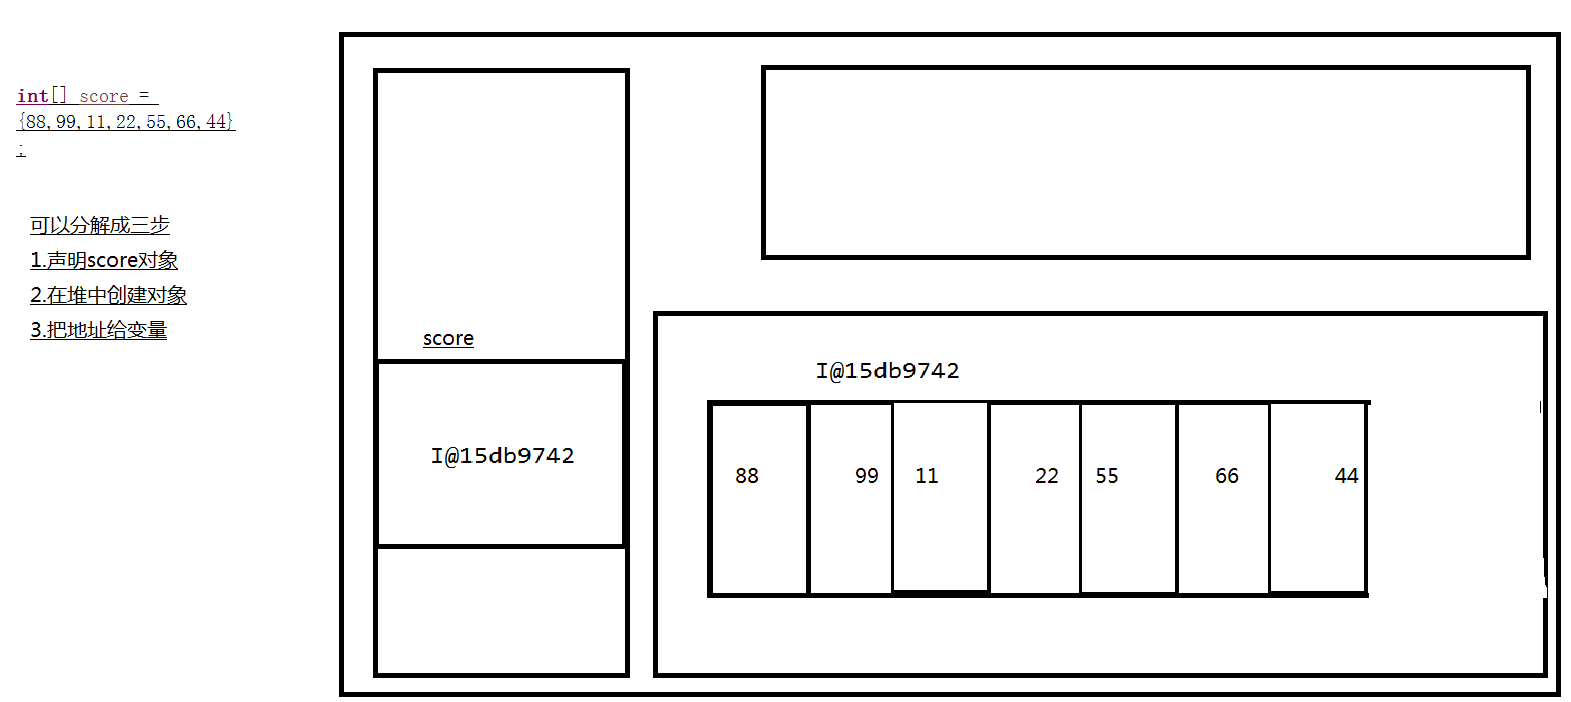 int[] score =
{88,99,11,22,55,66,44}
;
可以分解成三步
1.声明score对象
2.在堆中创建对象
3.把地址给变量
score
I@15db9742
I@15db9742
88 99 11 22 55 66 44